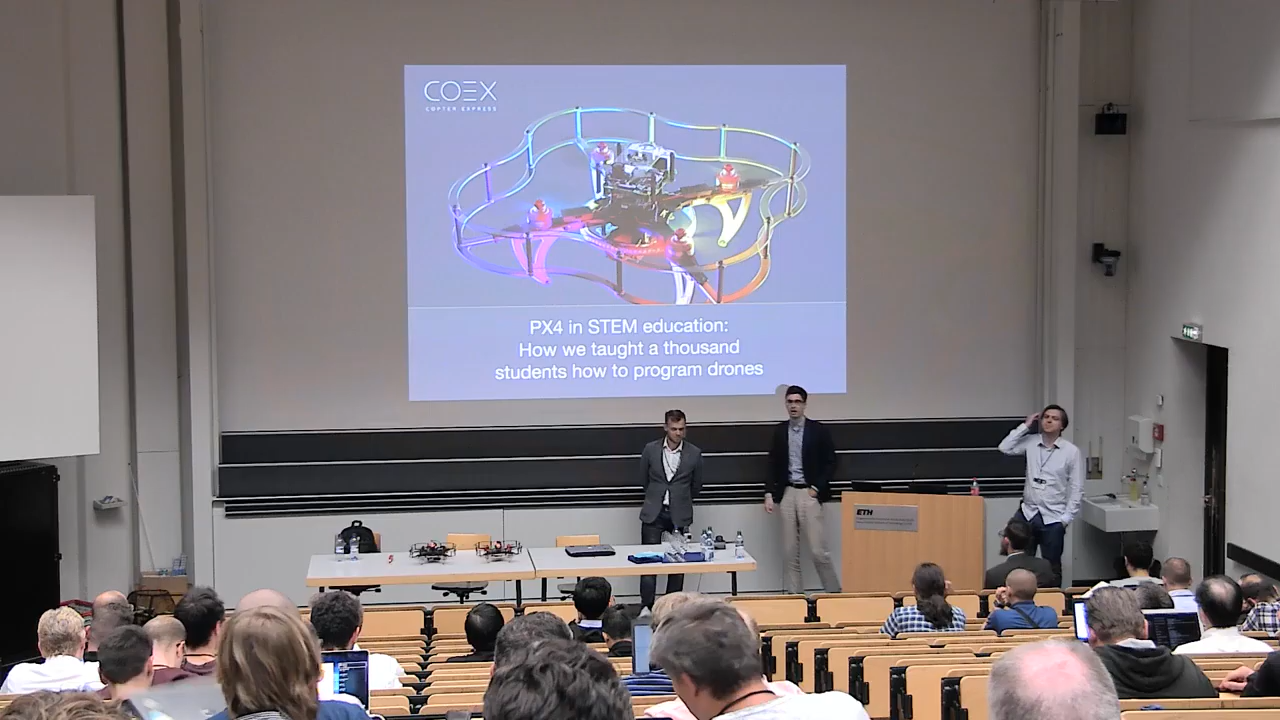 COEX
COPTER EXPRESS
PX4 in STEM education:
How we taught a thousand
students how to program drones
ETH